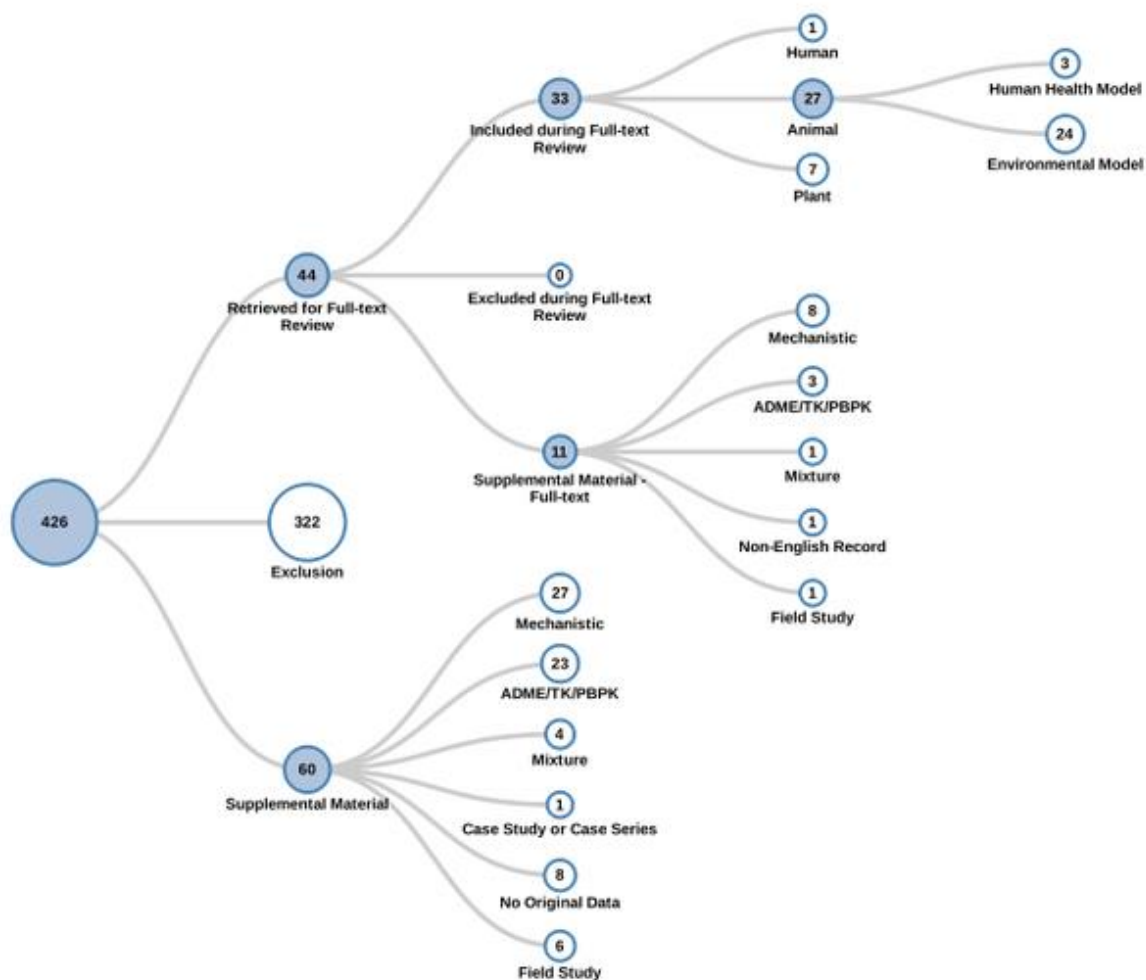 1
Human
3
Human Health Model
33
Included during Full-text
Review
27
Animal
24
Environmental Model
7
Plant
44
Retrieved for Full-text
Review
0
Excluded during Full-text
Review
8
Mechanistic
3
ADME/TK/PBPK
11
Supplemental Material -
Full-text
1
Mixture
1
Non-English Record
1
Field Study
426
322
Exclusion
27
Mechanistic
23
ADME/TK/PBPK
4
Mixture
60
Supplemental Material
1
Case Study or Case Series
8
No Original Data
6
Field Study